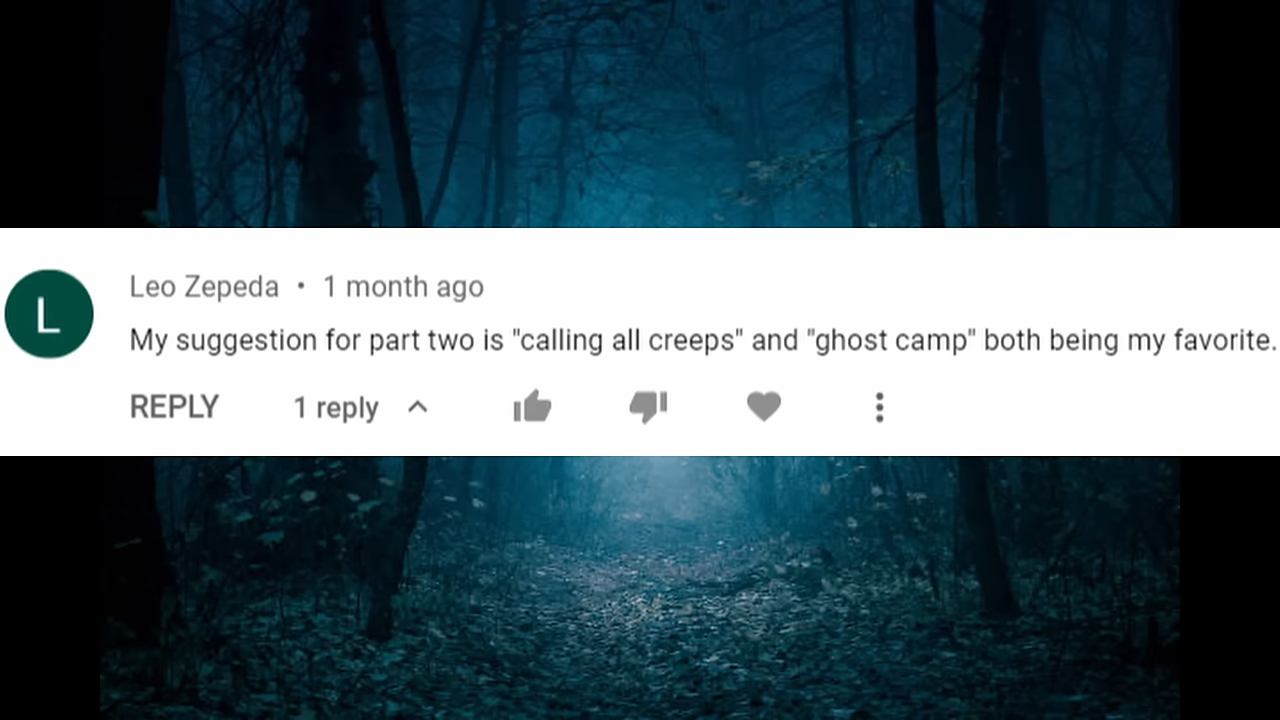 L
Leo Zepeda • 1 month ago
My suggestion for part two is "calling all creeps" and "ghost camp" both being my favorite.
REPLY 1 reply